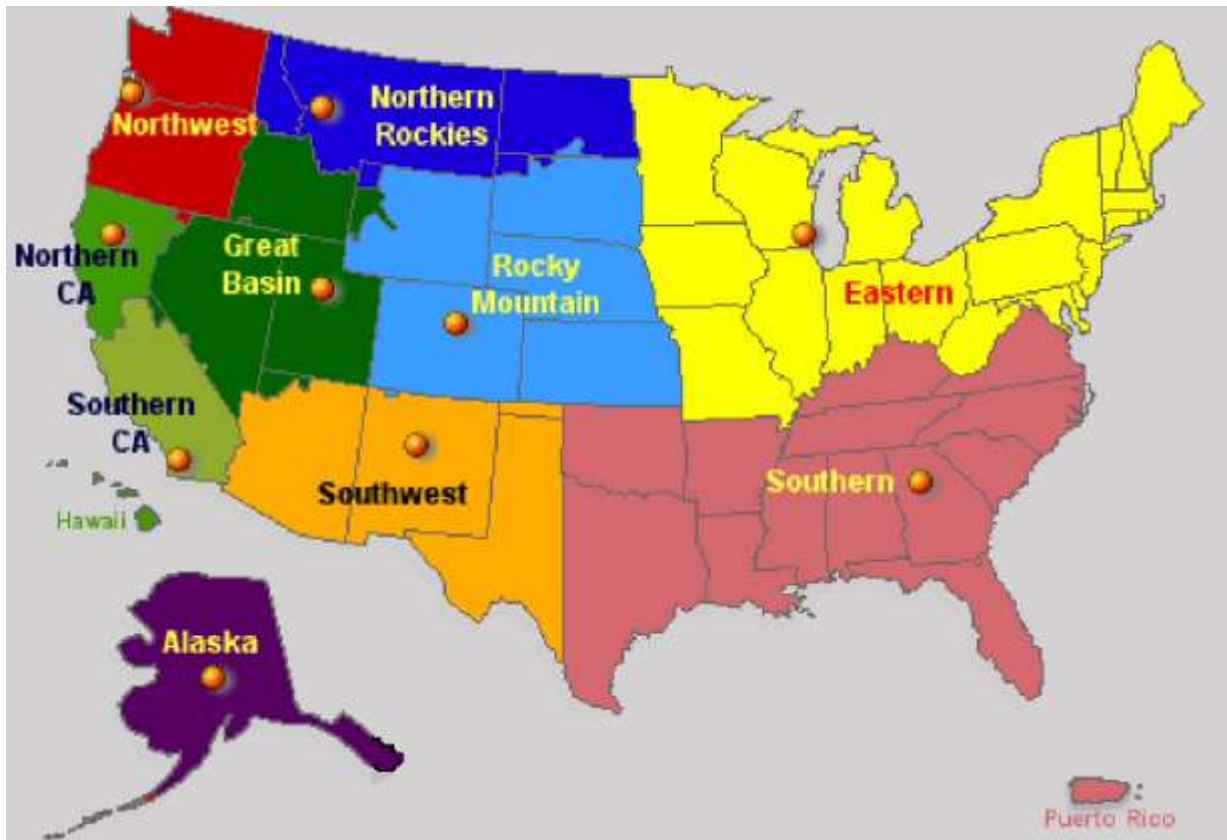 Northwest
Northern
Rockies
Northern
CA
Great
Basin
Rocky
Mountain
Eastern
Southern
CA
Southwest
Southern
Hawaii
Alaska
Puerto Rico